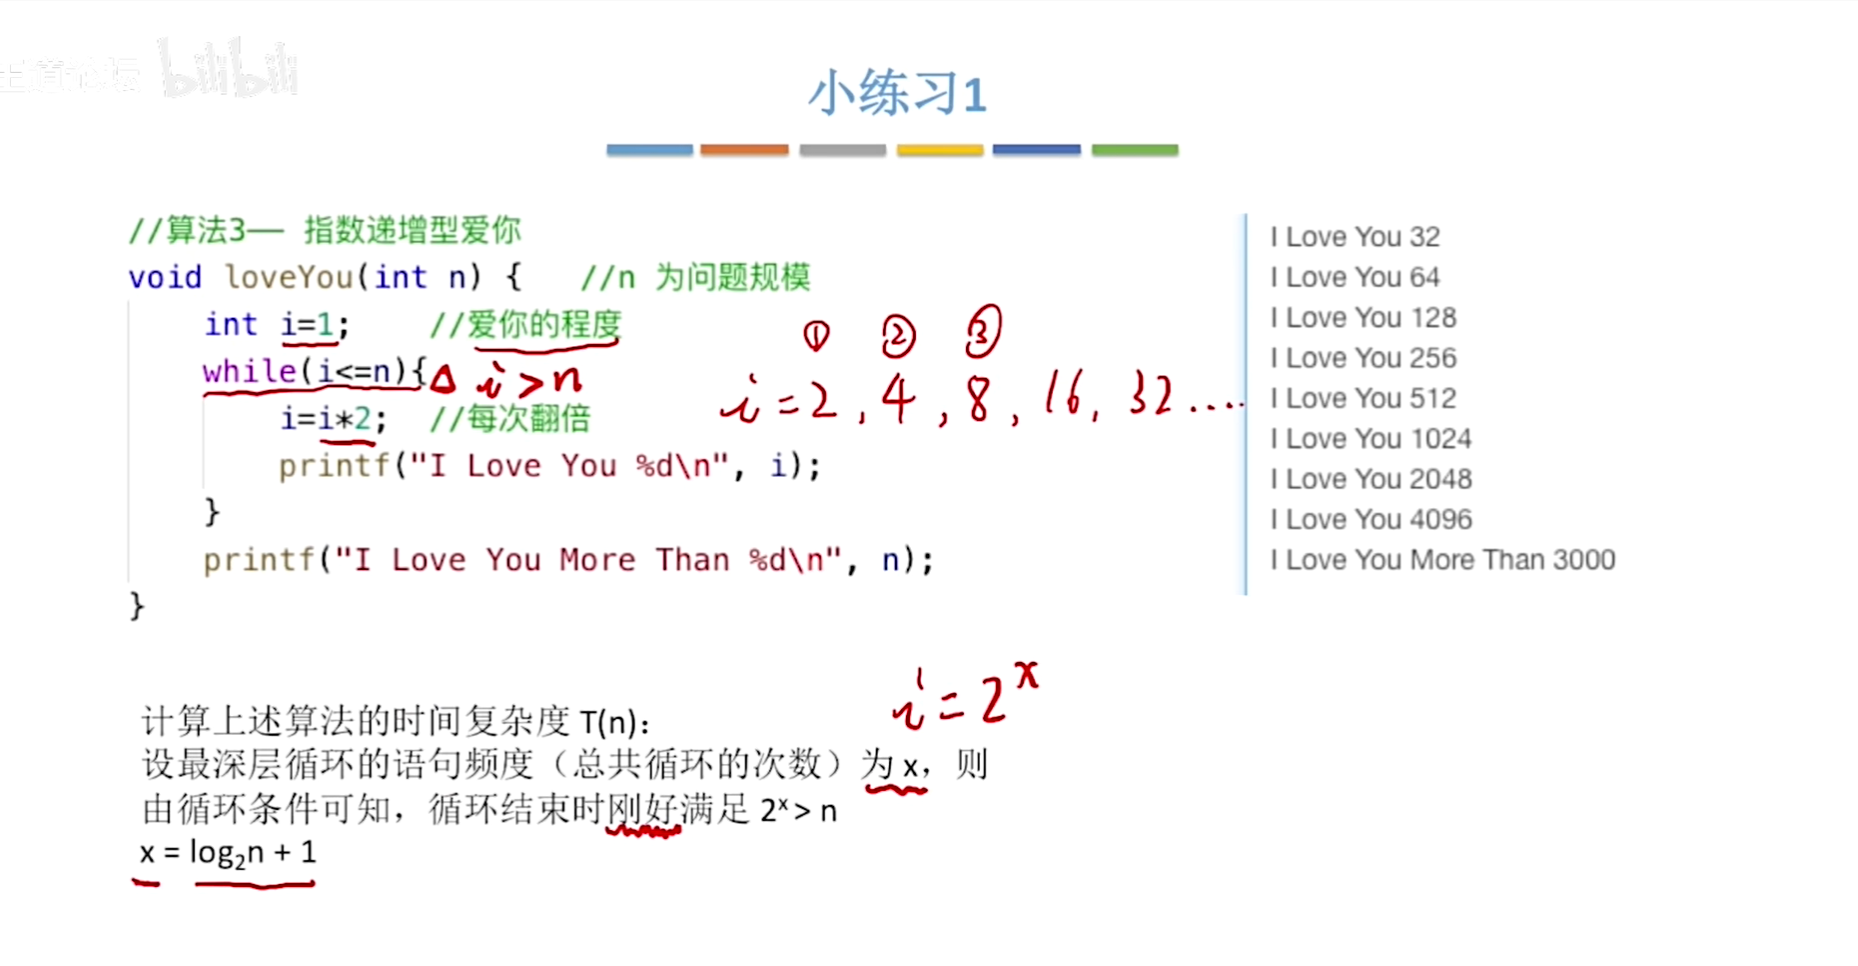 王道论坛 bilibili
小练习1
//算法3—— 指数递增型爱你
void loveYou(int n) {    //n 为问题规模
int i=1;    //爱你的程度
while(i<=n){ Δ i>n
i=i*2;    //每次翻倍
printf("I Love You %d\n", i);
}
printf("I Love You More Than %d\n", n);
}
① ② ③
i=2,4,8,16,32....
I Love You 32
I Love You 64
I Love You 128
I Love You 256
I Love You 512
I Love You 1024
I Love You 2048
I Love You 4096
I Love You More Than 3000
i=2ˣ
计算上述算法的时间复杂度 T(n)：
设最深层循环的语句频度（总共循环的次数）为 x，则
由循环条件可知，循环结束时刚好满足 2ˣ > n
x = log₂n + 1